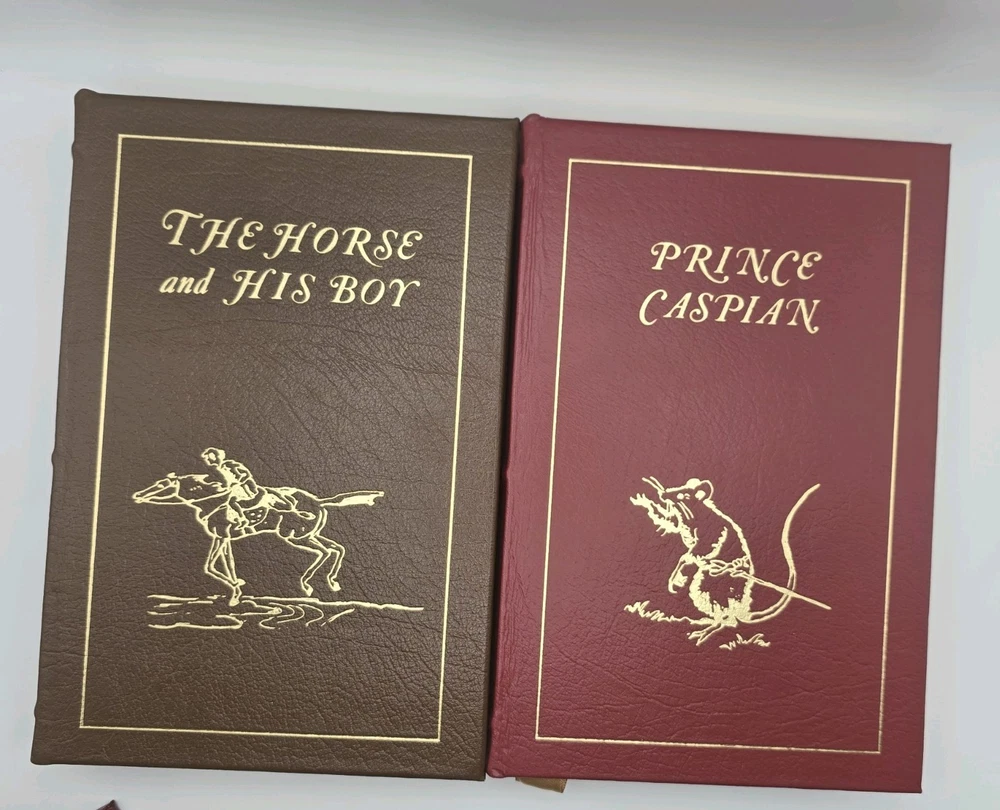 THE HORSE
and HIS BOY
PRINCE
CASPIAN